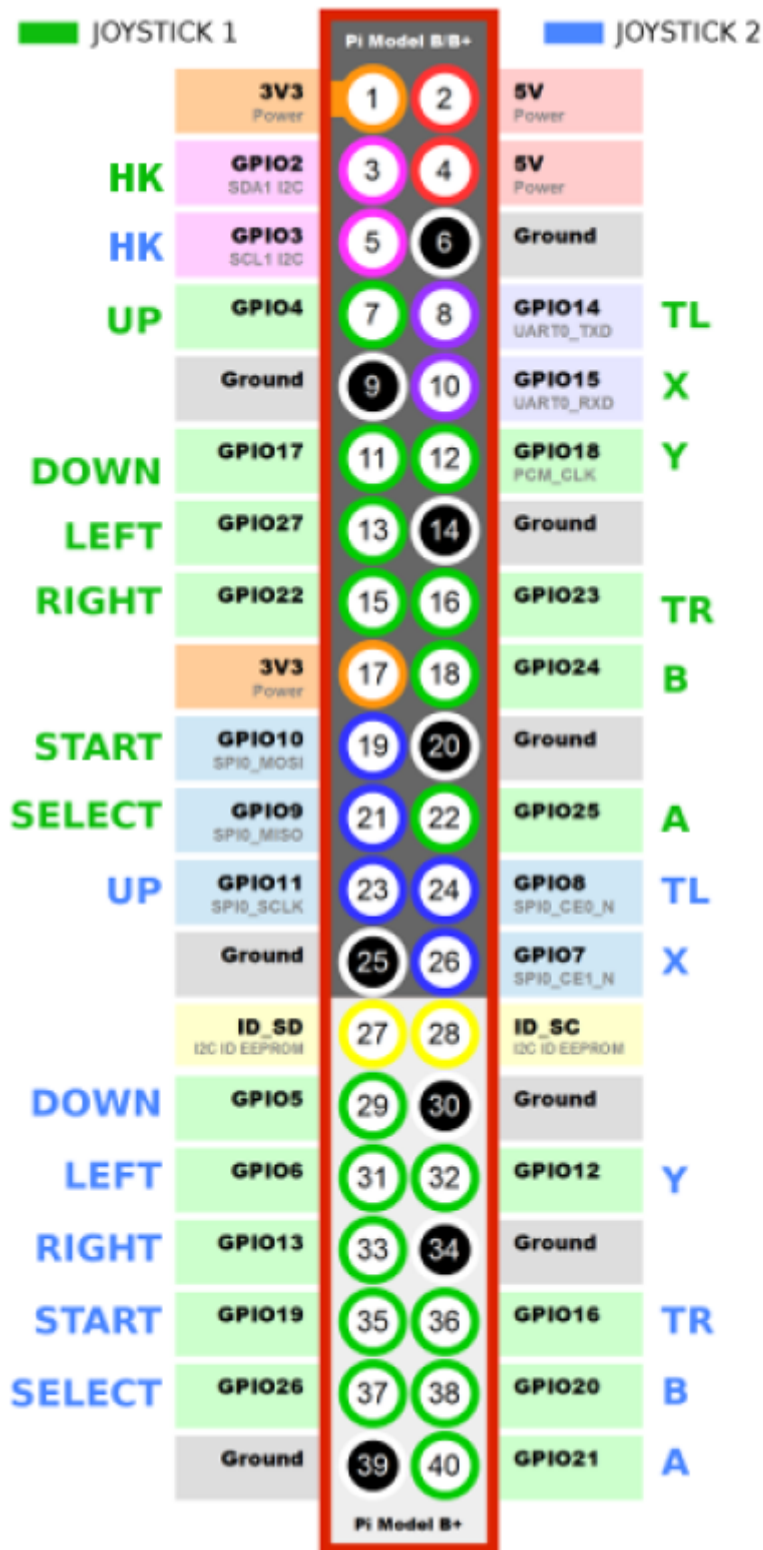 JOYSTICK 1
JOYSTICK 2
Pi Model B/B+
3V3 1 2 5V
Power Power
HK GPIO2 3 4 5V
SDA1 I2C Power
HK GPIO3 5 6 Ground
SCL1 I2C
UP GPIO4 7 8 GPIO14 TL
UART0_TXD
Ground 9 10 GPIO15 X
UART0_RXD
DOWN GPIO17 11 12 GPIO18 Y
PCM_CLK
LEFT GPIO27 13 14 Ground
RIGHT GPIO22 15 16 GPIO23 TR
3V3 17 18 GPIO24 B
Power
START GPIO10 19 20 Ground
SPI0_MOSI
SELECT GPIO9 21 22 GPIO25 A
SPI0_MISO
UP GPIO11 23 24 GPIO8 TL
SPI0_SCLK SPI0_CE0_N
Ground 25 26 GPIO7 X
SPI0_CE1_N
ID_SD 27 28 ID_SC
I2C ID EEPROM I2C ID EEPROM
DOWN GPIO5 29 30 Ground
LEFT GPIO6 31 32 GPIO12 Y
RIGHT GPIO13 33 34 Ground
START GPIO19 35 36 GPIO16 TR
SELECT GPIO26 37 38 GPIO20 B
Ground 39 40 GPIO21 A
Pi Model B+